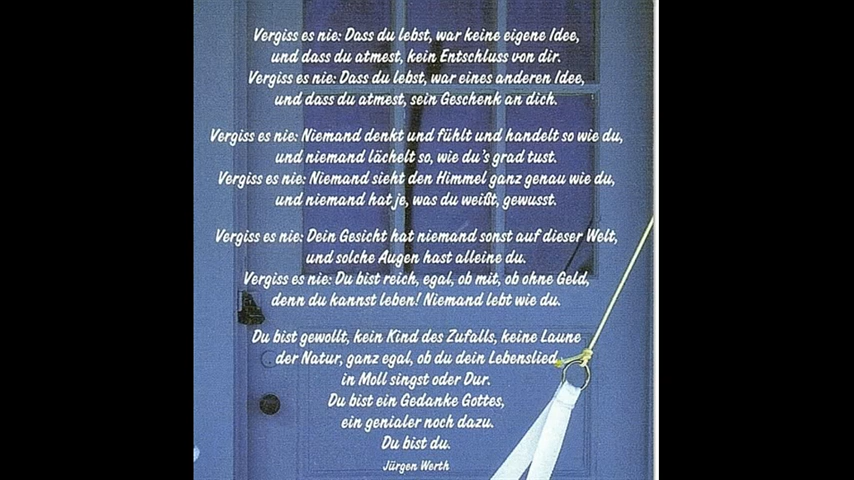 Vergiss es nie: Dass du lebst, war keine eigene Idee,
und dass du atmest, kein Entschluss von dir.
Vergiss es nie: Dass du lebst, war eines anderen Idee,
und dass du atmest, sein Geschenk an dich.
Vergiss es nie: Niemand denkt und fühlt und handelt so wie du,
und niemand lächelt so, wie du's grad tust.
Vergiss es nie: Niemand sieht den Himmel ganz genau wie du,
und niemand hat je, was du weißt, gewusst.
Vergiss es nie: Dein Gesicht hat niemand sonst auf dieser Welt,
und solche Augen hast alleine du.
Vergiss es nie: Du bist reich, egal, ob mit, ob ohne Geld,
denn du kannst leben! Niemand lebt wie du.
Du bist gewollt, kein Kind des Zufalls, keine Laune
der Natur, ganz egal, ob du dein Lebenslied
in Moll singst oder Dur.
Du bist ein Gedanke Gottes,
ein genialer noch dazu.
Du bist du.
Jürgen Werth